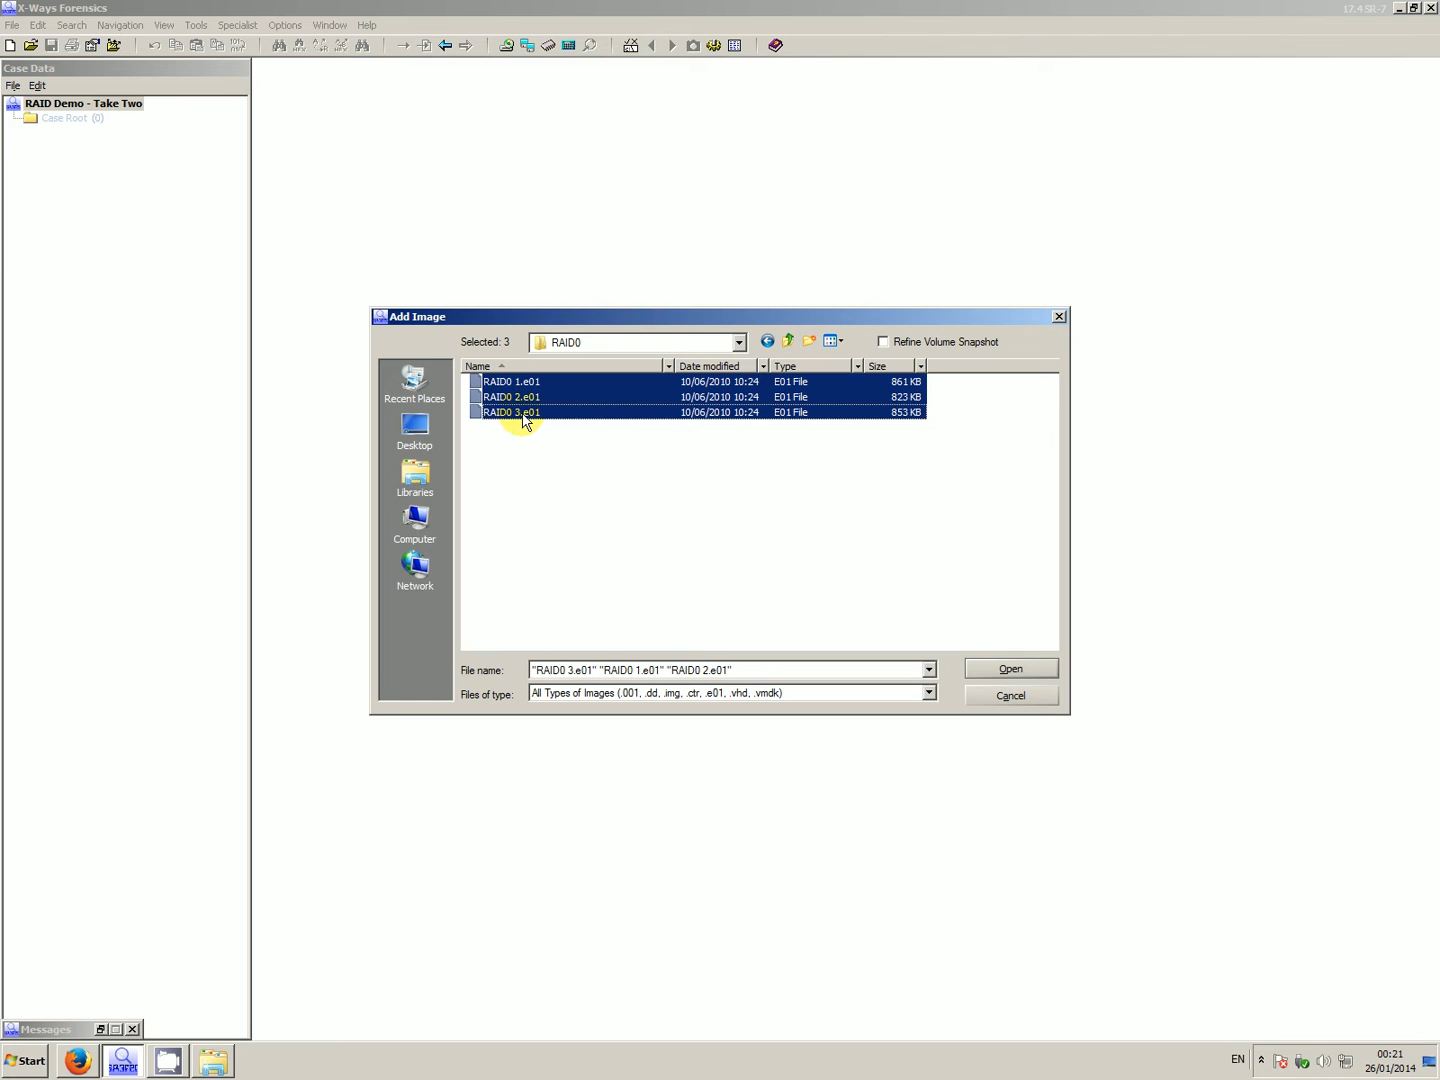 X-Ways Forensics
17.4 SR-7
File Edit Search Navigation View Tools Specialist Options Window Help
Case Data
File Edit
RAID Demo - Take Two
Case Root (0)
Add Image
Selected: 3 RAID0 Refine Volume Snapshot
Name Date modified Type Size
RAID0 1.e01 10/06/2010 10:24 E01 File 861 KB
RAID0 2.e01 10/06/2010 10:24 E01 File 823 KB
RAID0 3.e01 10/06/2010 10:24 E01 File 853 KB
Recent Places
Desktop
Libraries
Computer
Network
File name: "RAID0 3.e01" "RAID0 1.e01" "RAID0 2.e01" Open
Files of type: All Types of Images (.001, .dd, .img, .ctr, .e01, .vhd, .vmdk) Cancel
Messages
Start
EN
00:21
26/01/2014